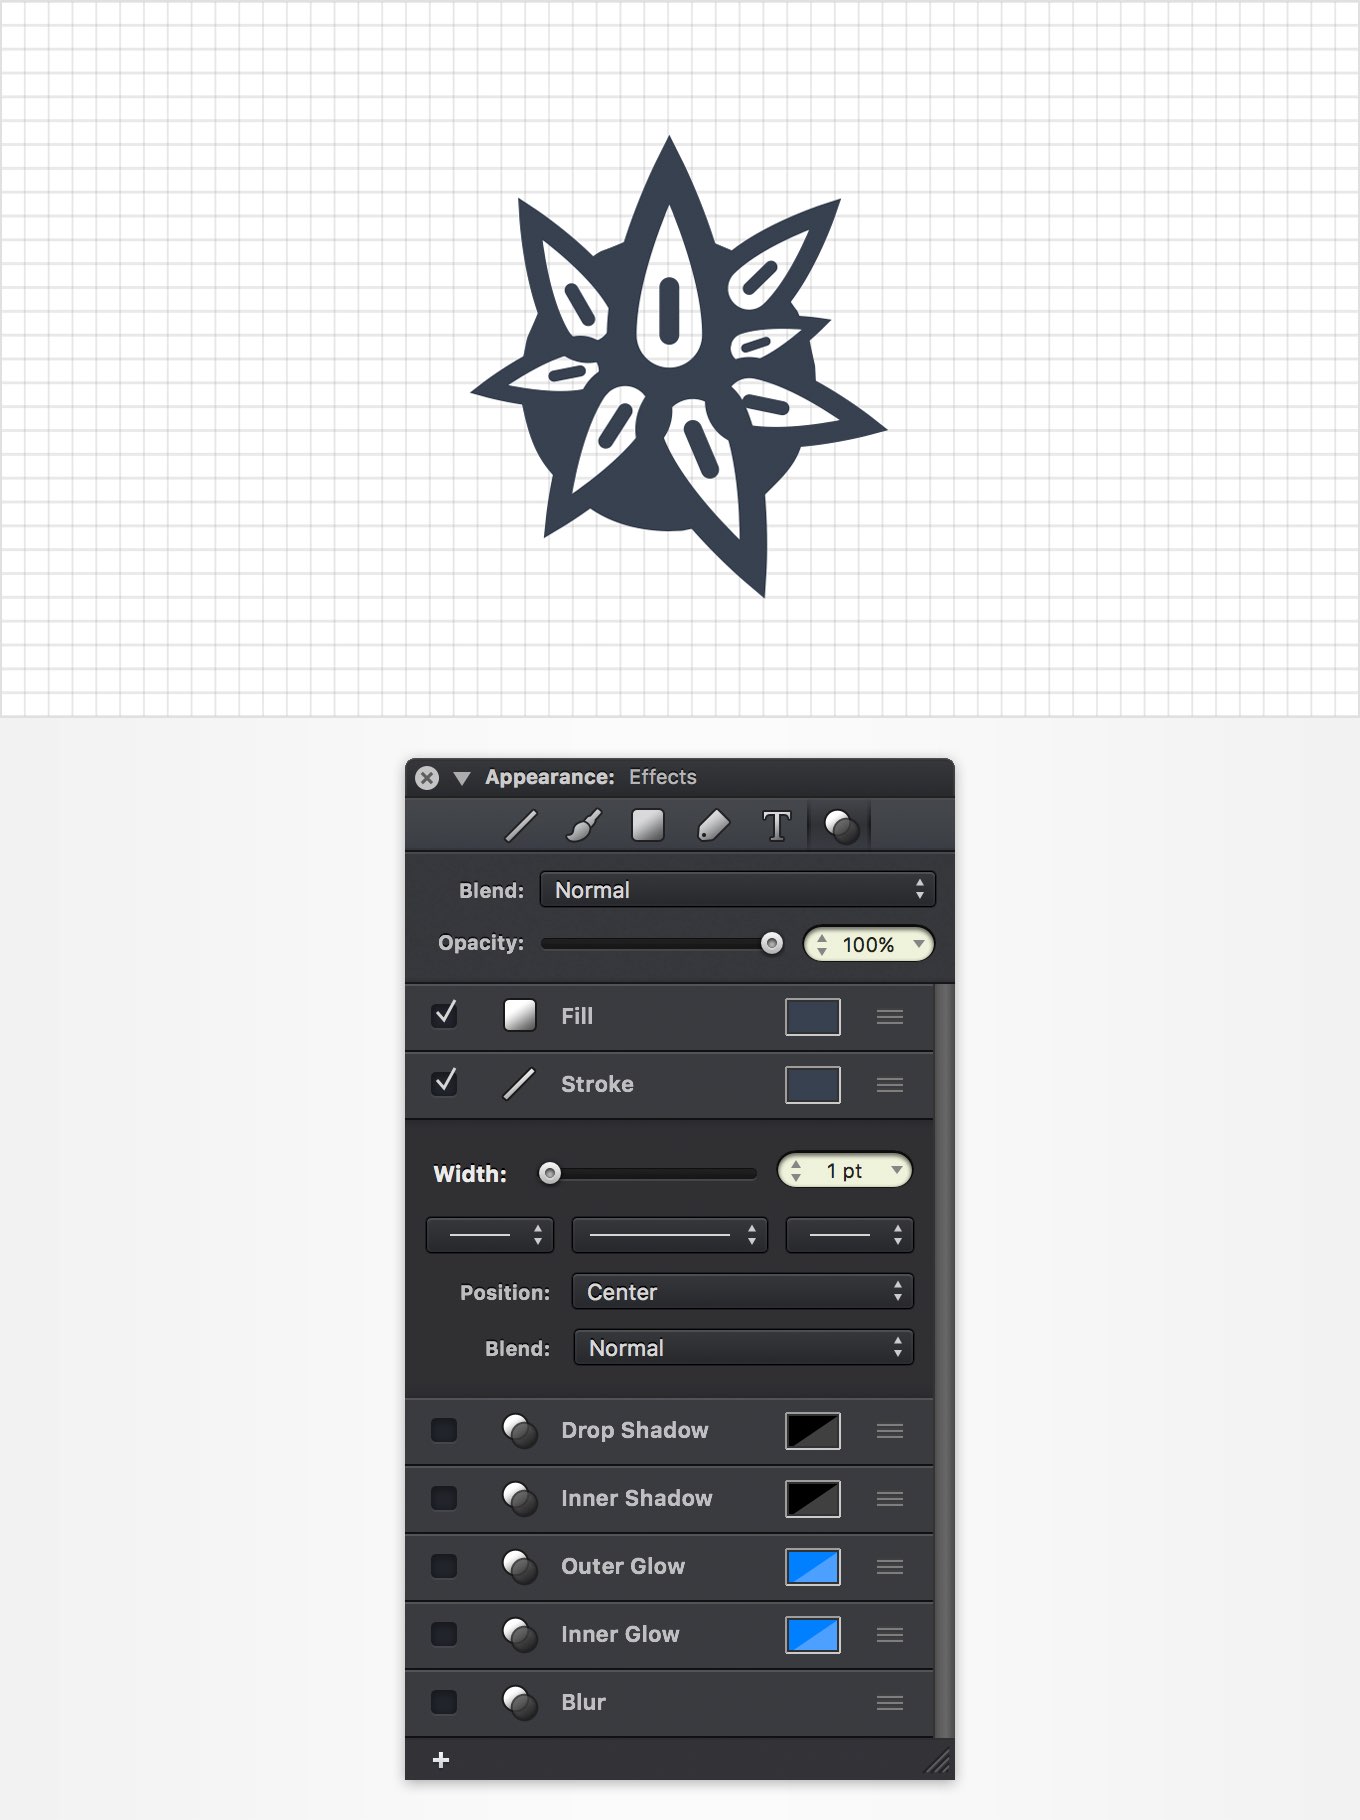 Appearance: Effects
T
Blend: Normal
Opacity: 100%
Fill
Stroke
Width: 1 pt
Position: Center
Blend: Normal
Drop Shadow
Inner Shadow
Outer Glow
Inner Glow
Blur
+